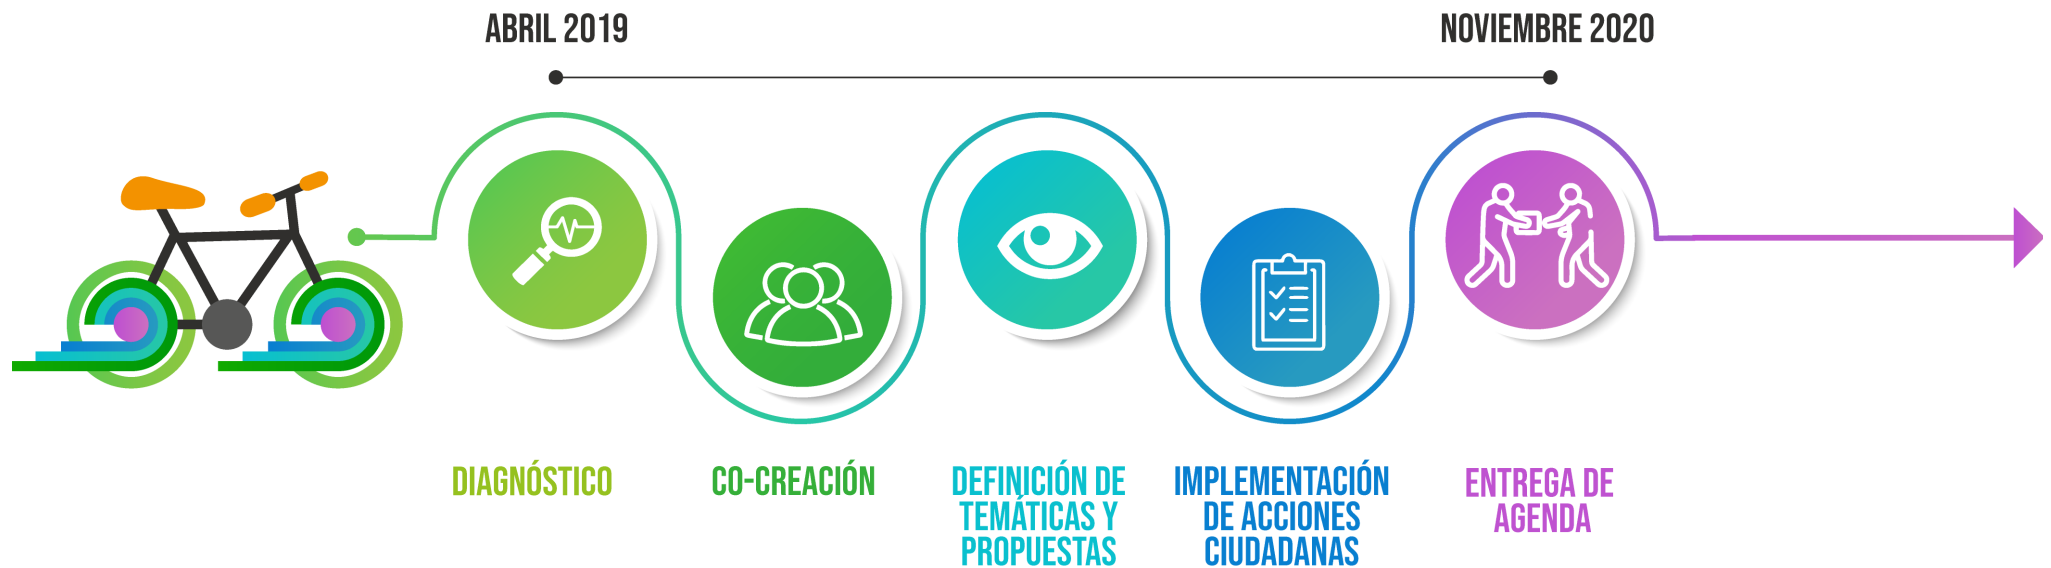 ABRIL 2019
NOVIEMBRE 2020
DIAGNÓSTICO
CO-CREACIÓN
DEFINICIÓN DE
TEMÁTICAS Y
PROPUESTAS
IMPLEMENTACIÓN
DE ACCIONES
CIUDADANAS
ENTREGA DE
AGENDA